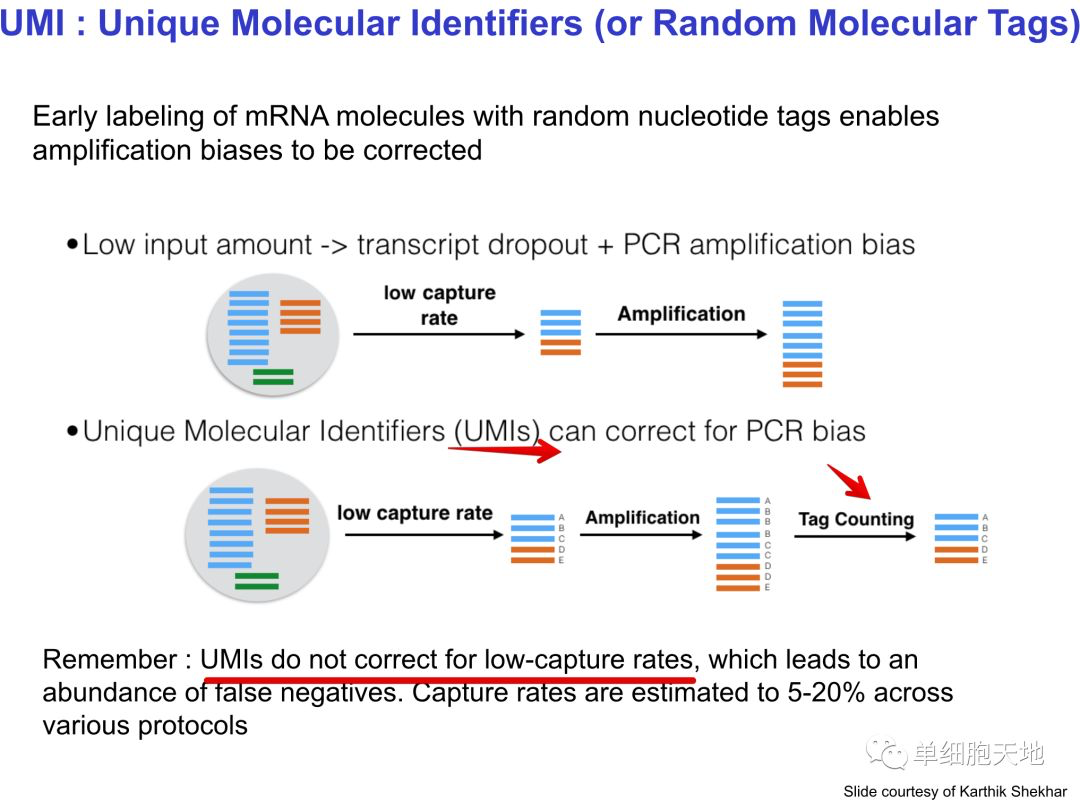 UMI : Unique Molecular Identifiers (or Random Molecular Tags)
Early labeling of mRNA molecules with random nucleotide tags enables
amplification biases to be corrected
•Low input amount -> transcript dropout + PCR amplification bias
low capture
rate
Amplification
•Unique Molecular Identifiers (UMIs) can correct for PCR bias
low capture rate
A
B
C
D
E
Amplification
A
B
B
B
C
C
D
D
E
Tag Counting
A
B
C
D
E
Remember : UMIs do not correct for low-capture rates, which leads to an
abundance of false negatives. Capture rates are estimated to 5-20% across
various protocols
单细胞天地
Slide courtesy of Karthik Shekhar